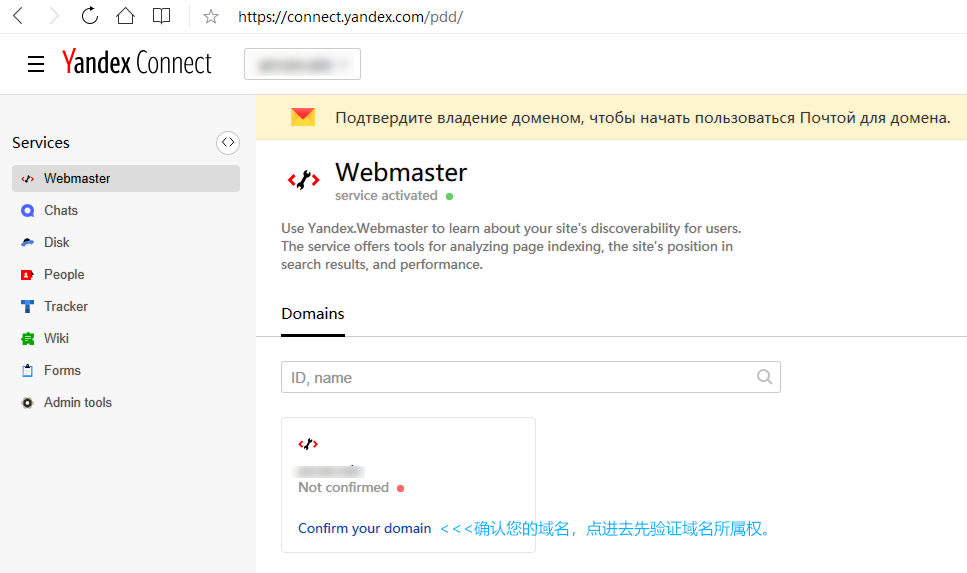 https://connect.yandex.com/pdd/
Yandex Connect
Подтвердите владение доменом, чтобы начать пользоваться Почтой для домена.
Services
Webmaster
Chats
Disk
People
Tracker
Wiki
Forms
Admin tools
Webmaster
service activated
Use Yandex.Webmaster to learn about your site's discoverability for users.
The service offers tools for analyzing page indexing, the site's position in
search results, and performance.
Domains
ID, name
Not confirmed
Confirm your domain <<<确认您的域名，点进去先验证域名所属权。